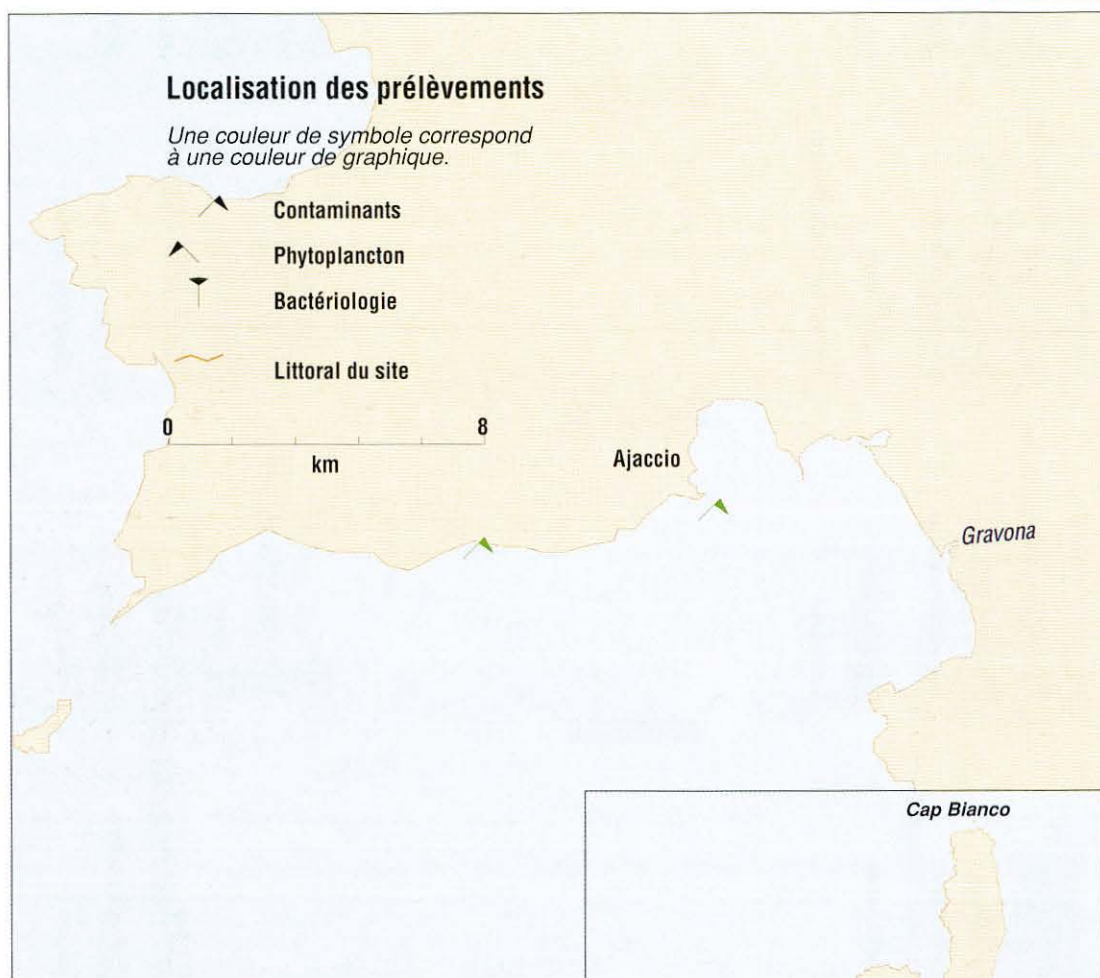 Localisation des prélèvements
Une couleur de symbole correspond
à une couleur de graphique.
Contaminants
Phytoplancton
Bactériologie
Littoral du site
0 8
km
Ajaccio
Gravona
Cap Bianco